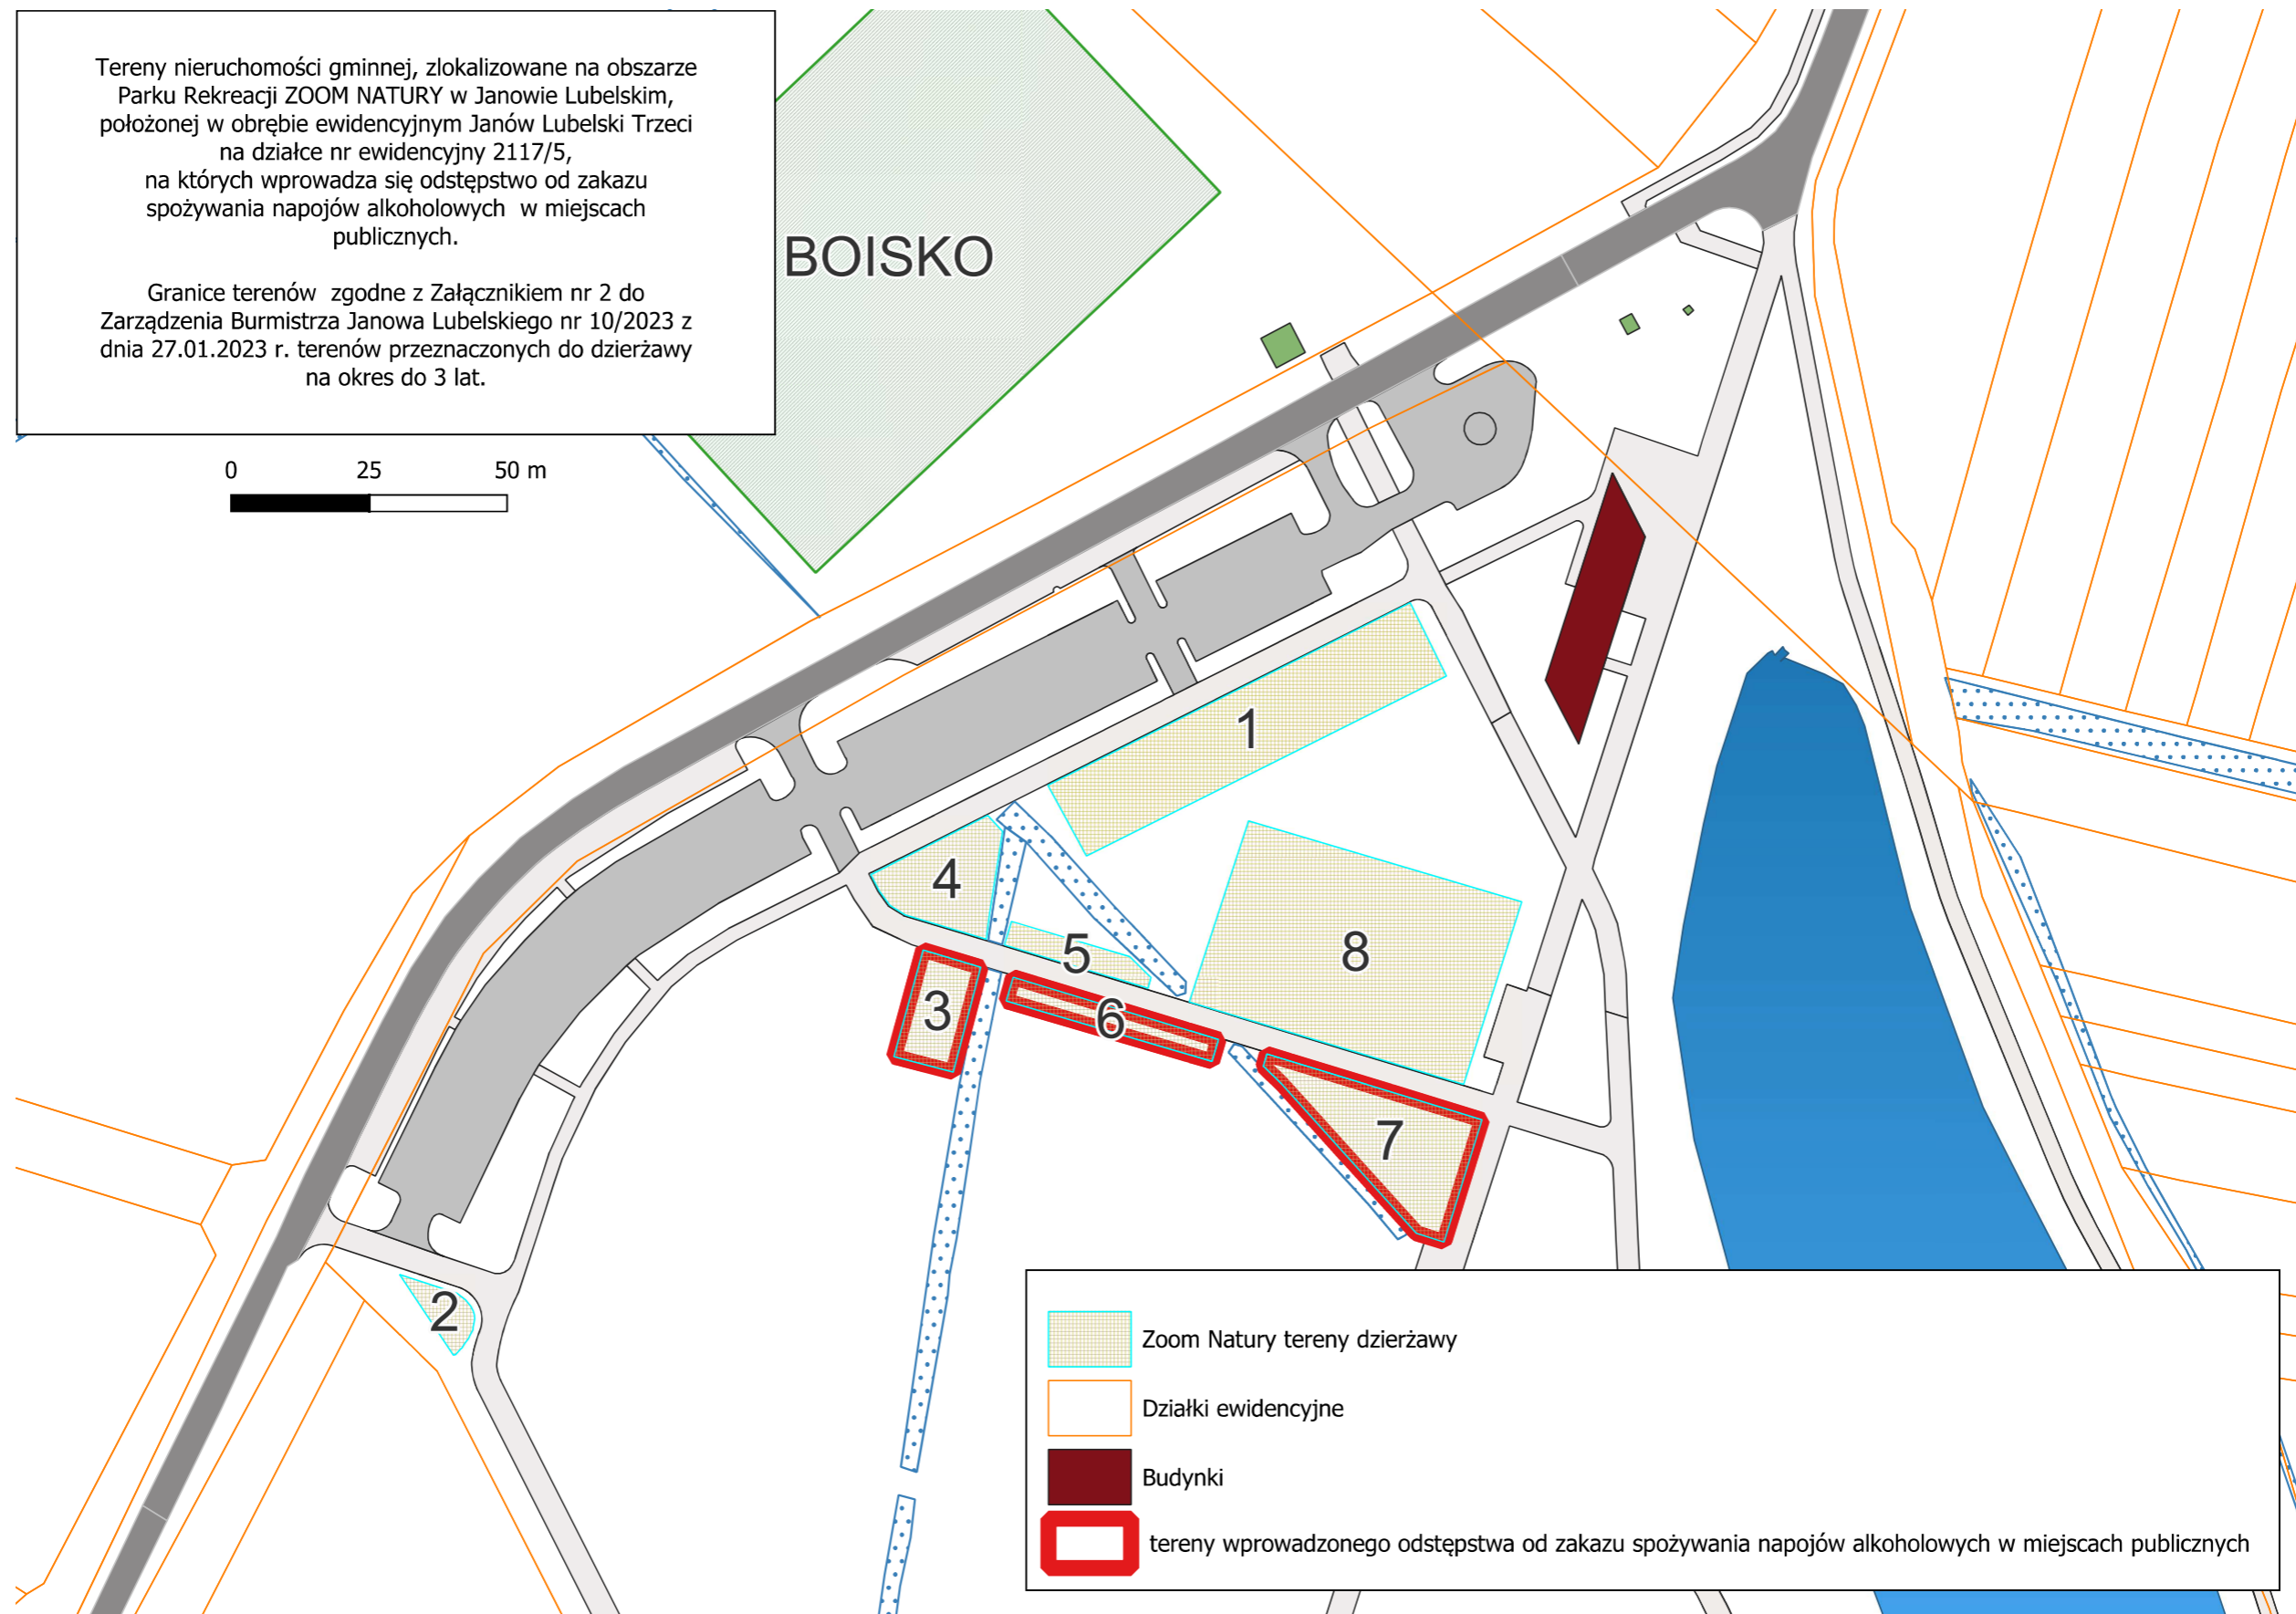 Tereny nieruchomości gminnej, zlokalizowane na obszarze
Parku Rekreacji ZOOM NATURY w Janowie Lubelskim,
położonej w obrębie ewidencyjnym Janów Lubelski Trzeci
na działce nr ewidencyjny 2117/5,
na których wprowadza się odstępstwo od zakazu
spożywania napojów alkoholowych w miejscach
publicznych.
Granice terenów zgodne z Załącznikiem nr 2 do
Zarządzenia Burmistrza Janowa Lubelskiego nr 10/2023 z
dnia 27.01.2023 r. terenów przeznaczonych do dzierżawy
na okres do 3 lat.
BOISKO
0 25 50 m
1
4
5
8
3
6
7
2
Zoom Natury tereny dzierżawy
Działki ewidencyjne
Budynki
tereny wprowadzonego odstępstwa od zakazu spożywania napojów alkoholowych w miejscach publicznych